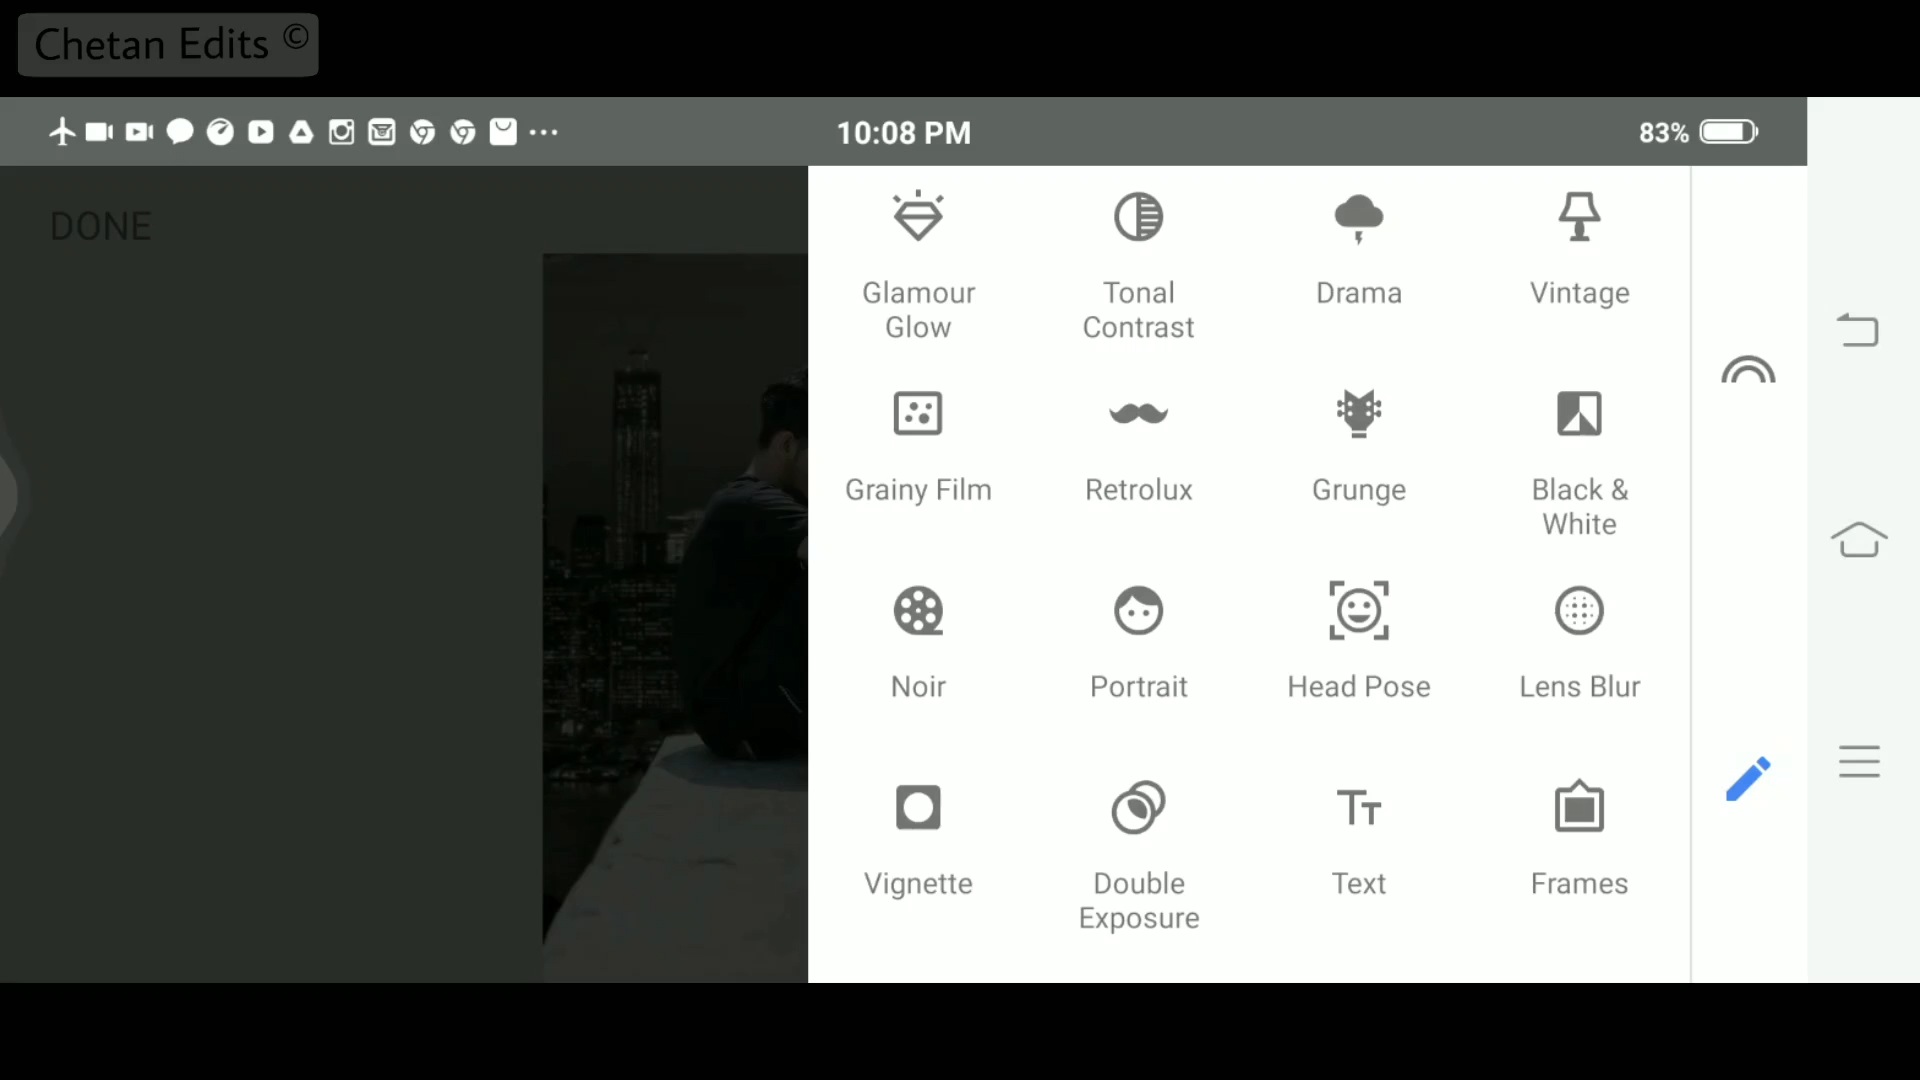 Chetan Edits ©
10:08 PM
83%
DONE
Glamour
Glow
Tonal
Contrast
Drama
Vintage
Grainy Film
Retrolux
Grunge
Black &
White
Noir
Portrait
Head Pose
Lens Blur
Vignette
Double
Exposure
Text
Frames